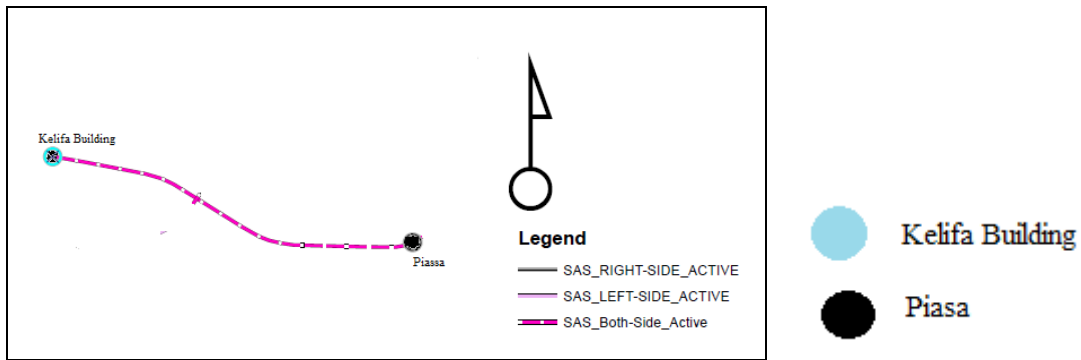 Kelifa Building
Piassa
Legend
SAS_RIGHT-SIDE_ACTIVE
SAS_LEFT-SIDE_ACTIVE
SAS_Both-Side_Active
Kelifa Building
Piasa